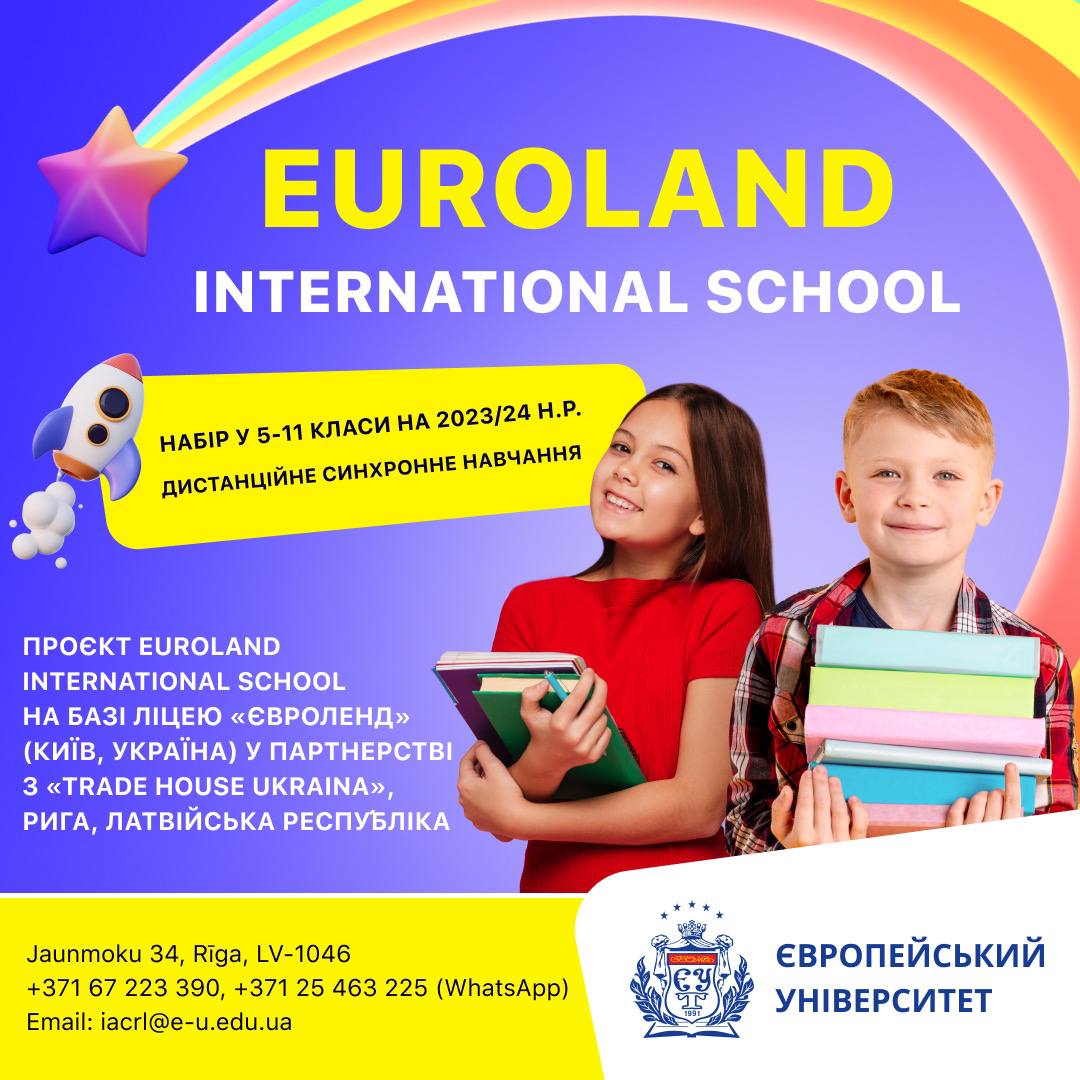 EUROLAND
INTERNATIONAL SCHOOL
НАБІР У 5-11 КЛАСИ НА 2023/24 Н.Р.
ДИСТАНЦІЙНЕ СИНХРОННЕ НАВЧАННЯ
ПРОЄКТ EUROLAND
INTERNATIONAL SCHOOL
НА БАЗІ ЛІЦЕЮ «ЄВРОЛЕНД»
(КИЇВ, УКРАЇНА) У ПАРТНЕРСТВІ
З «TRADE HOUSE UKRAINA»,
РИГА, ЛАТВІЙСЬКА РЕСПУБЛІКА
Jaunmoku 34, Rīga, LV-1046
+371 67 223 390, +371 25 463 225 (WhatsApp)
Email: iacrl@e-u.edu.ua
ЄУ
1991
ЄВРОПЕЙСЬКИЙ
УНІВЕРСИТЕТ